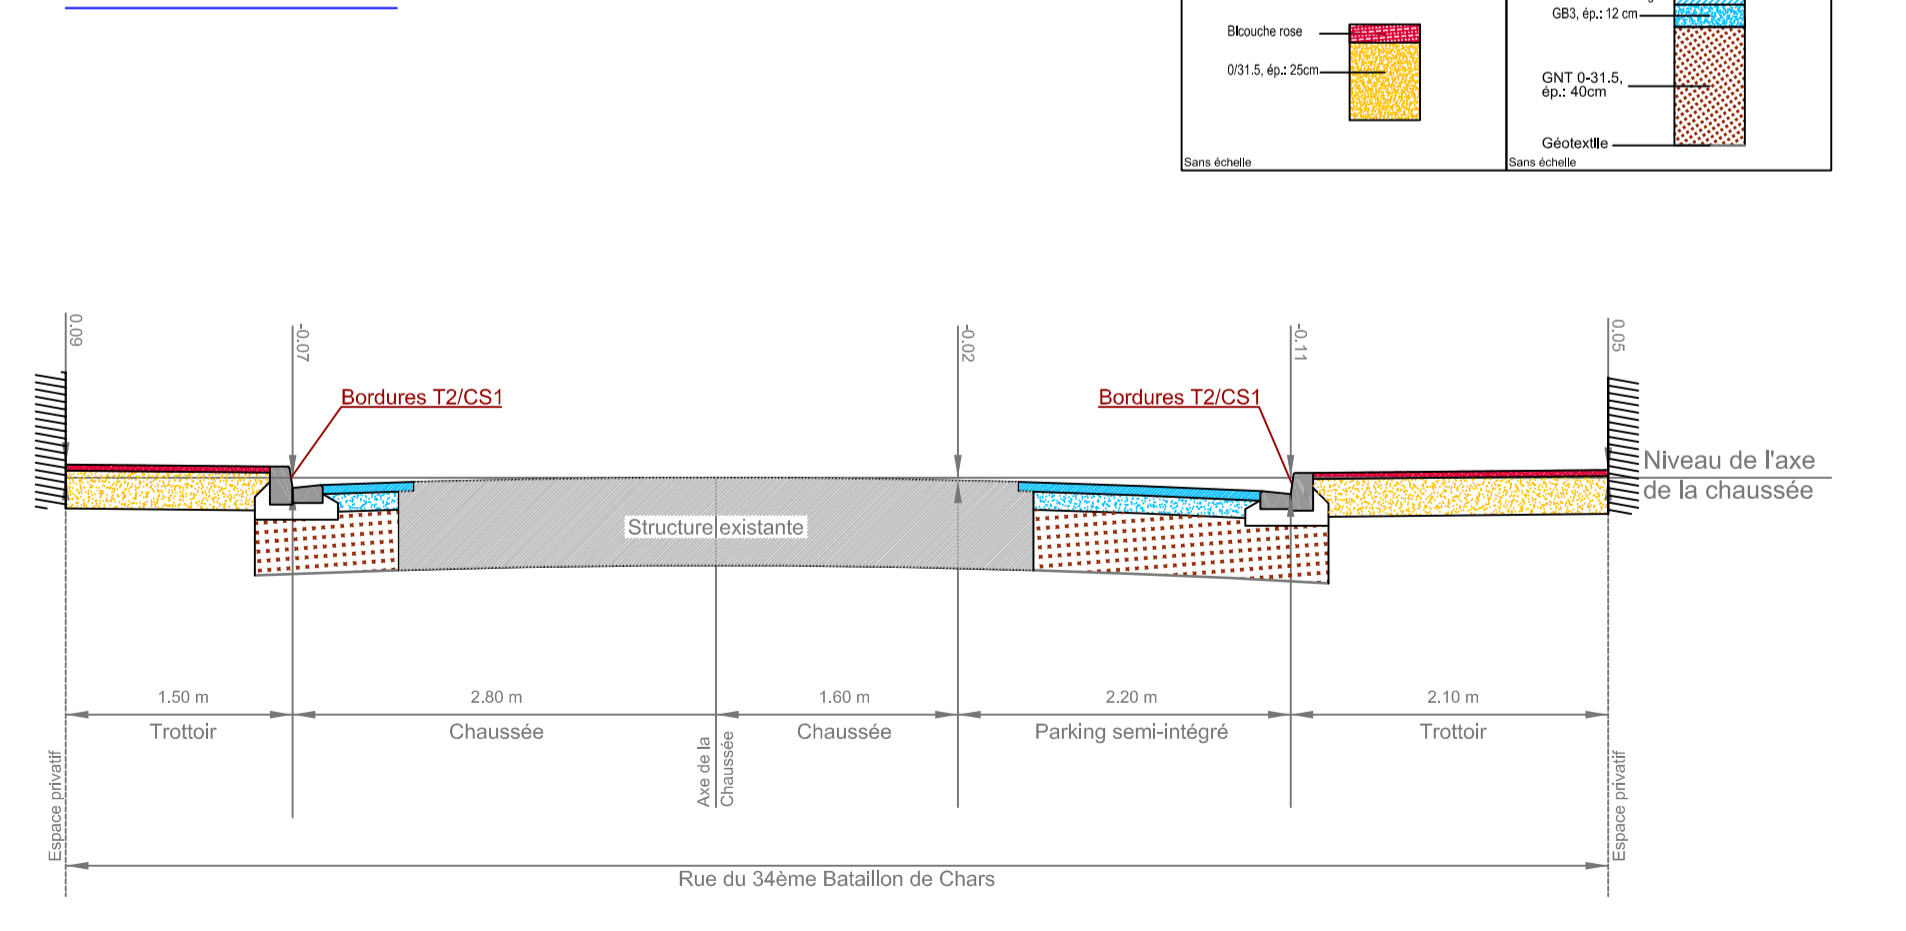 Bicouche rose
0/31.5, ép.: 25cm
Sans échelle
GB3, ép.: 12 cm
GNT 0-31.5,
ép.: 40cm
Géotextile
Sans échelle
0.09
-0.07
-0.02
-0.11
0.05
Bordures T2/CS1
Bordures T2/CS1
Niveau de l'axe
de la chaussée
Structure existante
1.50 m
2.80 m
1.60 m
2.20 m
2.10 m
Trottoir
Chaussée
Chaussée
Parking semi-intégré
Trottoir
Axe de la
Chaussée
Espace privatif
Espace privatif
Rue du 34ème Bataillon de Chars